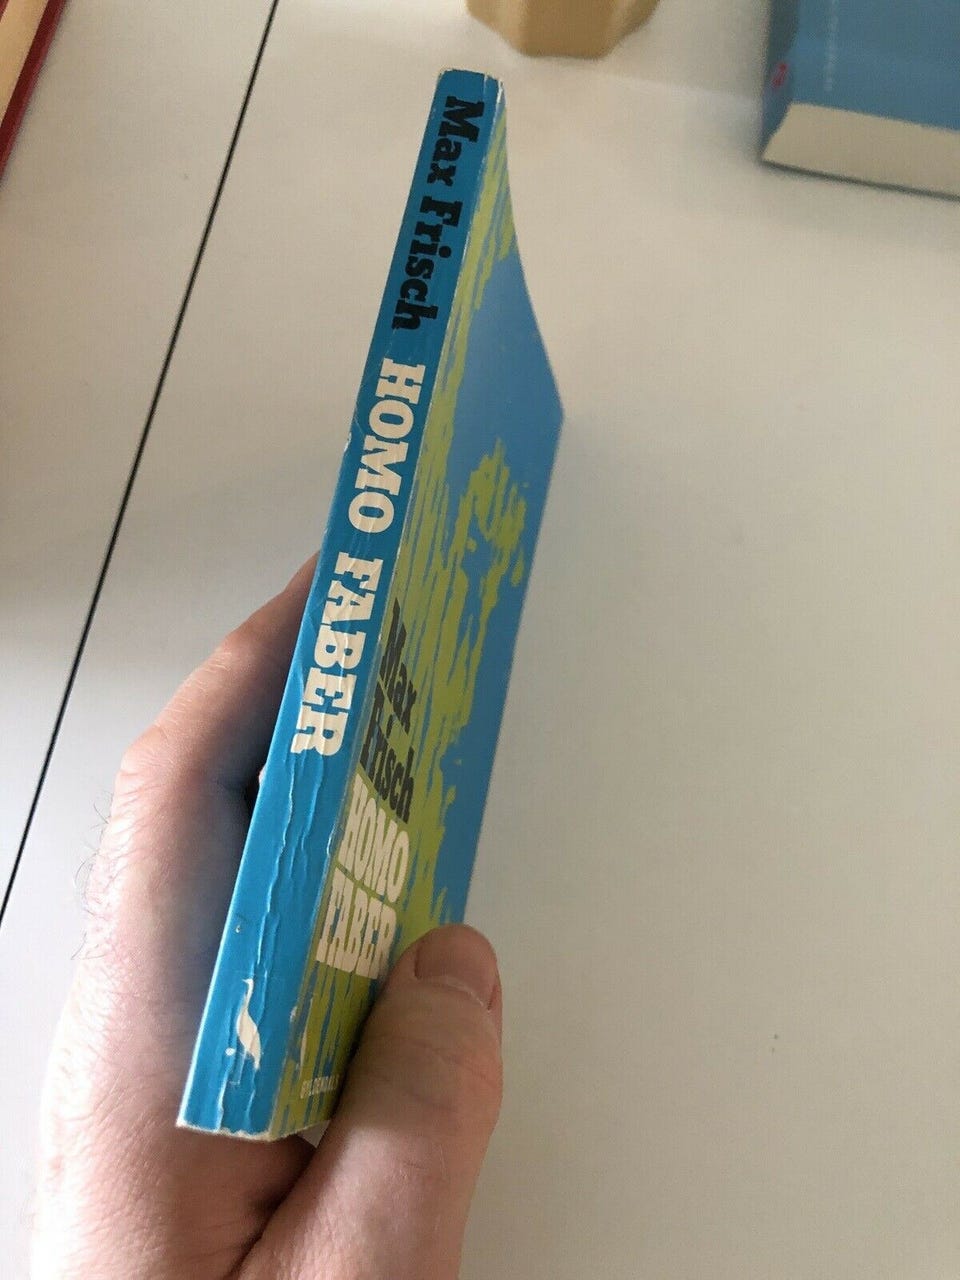 Max Frisch HOMO FABER
Max
Frisch
HOMO
FABER